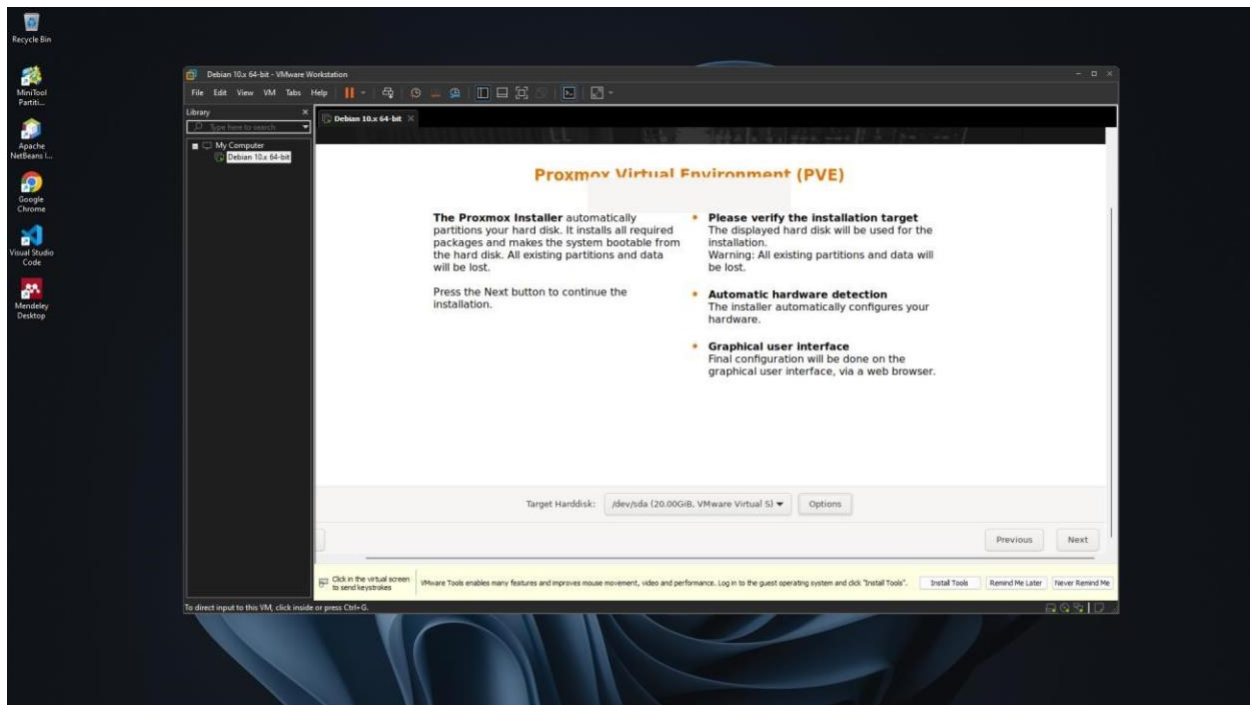 Recycle Bin
MiniTool
Partiti...
Apache
NetBeans I...
Google
Chrome
Visual Studio
Code
Mendeley
Desktop
Debian 10.x 64-bit - VMware Workstation
File Edit View VM Tabs Help
Library
Type here to search
My Computer
Debian 10.x 64-bit
Debian 10.x 64-bit
Proxmox Virtual Environment (PVE)
The Proxmox Installer automatically
partitions your hard disk. It installs all required
packages and makes the system bootable from
the hard disk. All existing partitions and data
will be lost.
Press the Next button to continue the
installation.
Please verify the installation target
The displayed hard disk will be used for the
installation.
Warning: All existing partitions and data will
be lost.
Automatic hardware detection
The installer automatically configures your
hardware.
Graphical user interface
Final configuration will be done on the
graphical user interface, via a web browser.
Target Harddisk: /dev/sda (20.00GiB, VMware Virtual S) Options
Previous Next
Click in the virtual screen
to send keystrokes
VMware Tools enables many features and improves mouse movement, video and performance. Log in to the guest operating system and click "Install Tools".
Install Tools Remind Me Later Never Remind Me
To direct input to this VM, click inside or press Ctrl+G.